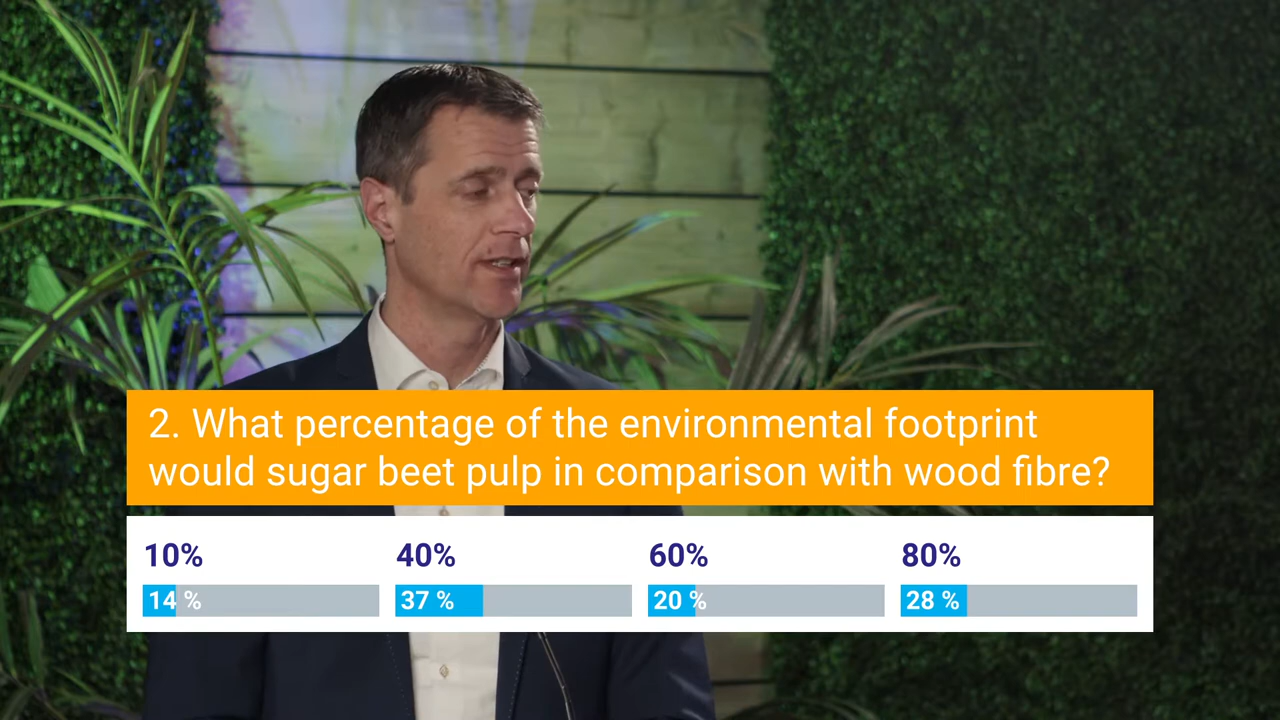 2. What percentage of the environmental footprint
would sugar beet pulp in comparison with wood fibre?
10% 40% 60% 80%
14 % 37 % 20 % 28 %